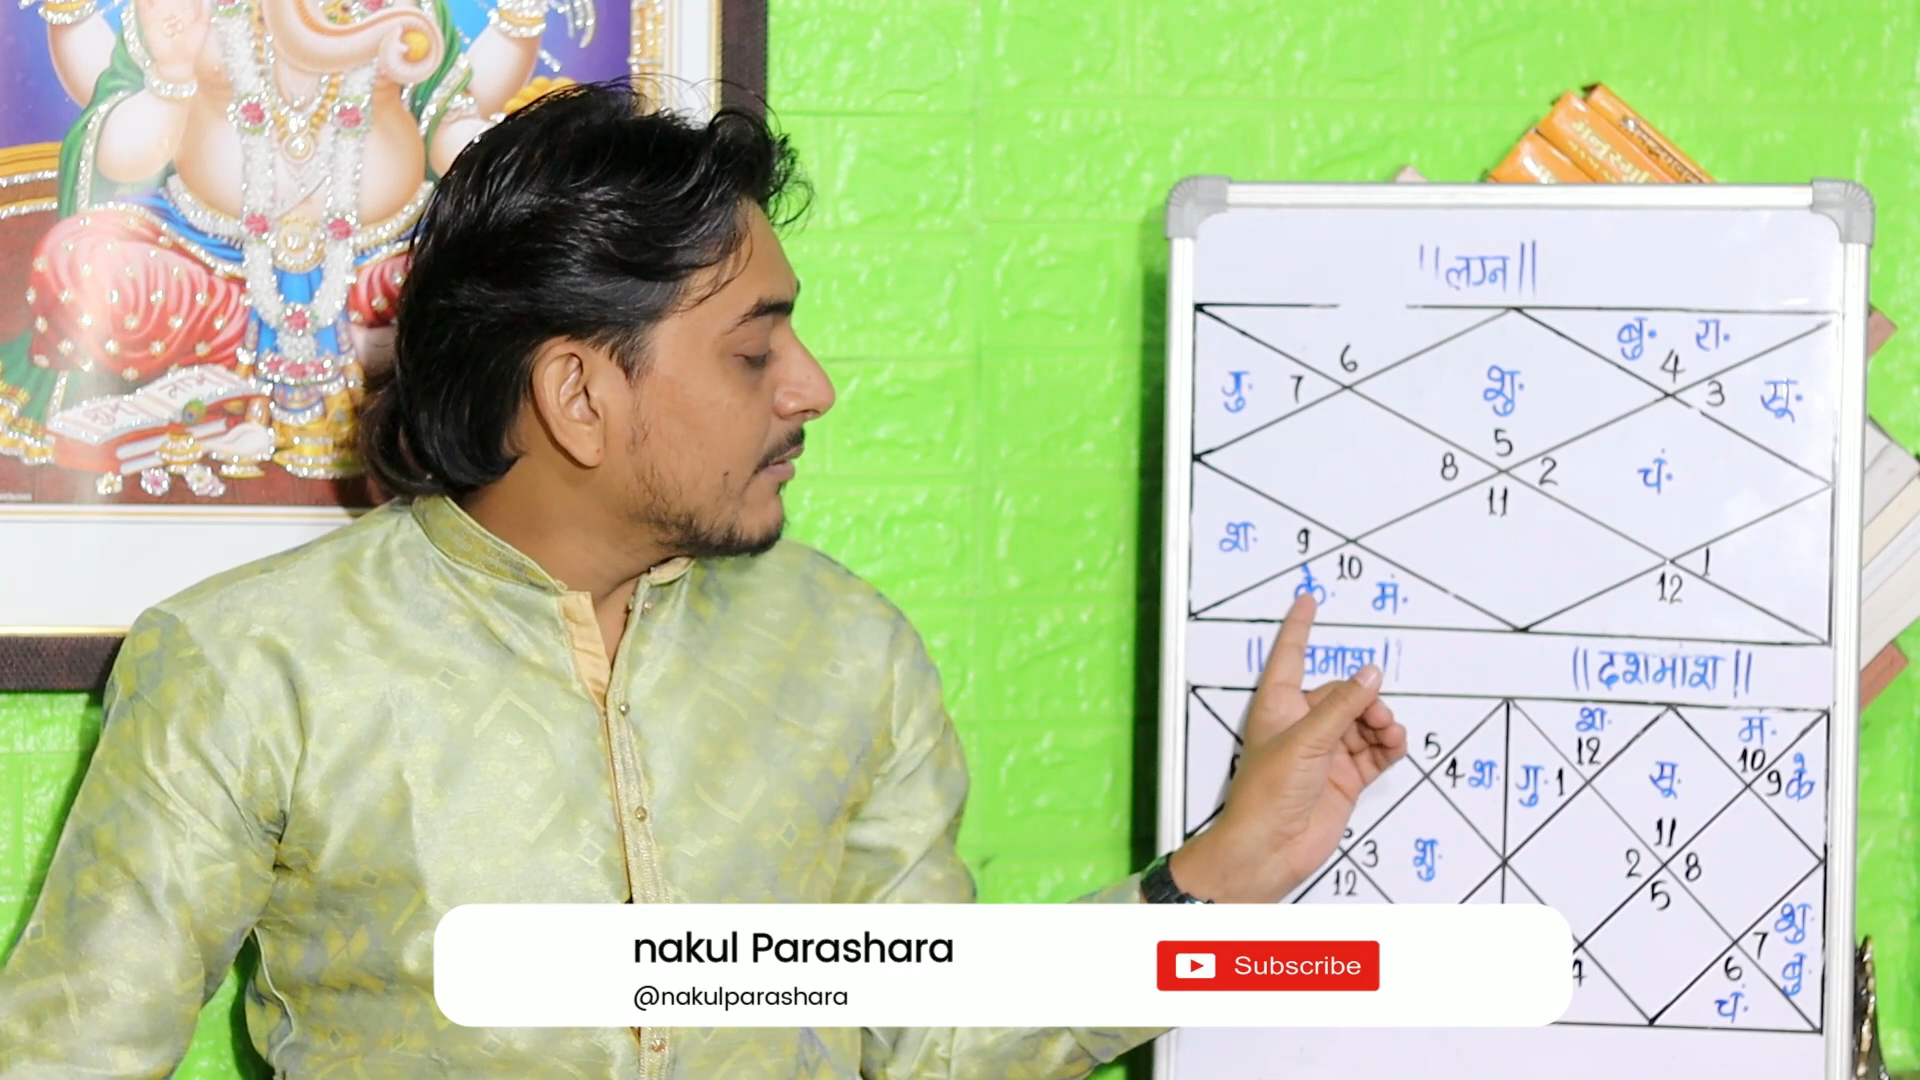 ॥लग्न॥
बु. रा.
6
4
गु. 7
शु.
3 सू.
5
8
2
चं.
11
श. 9
1
10
12
के. मं.
॥दशमांश॥
श.
मं.
5
12
10
4 श.
गु. 1
सू.
9 के
11
3 शु.
2
8
12
5
शु.
7
बु.
6
चं.
nakul Parashara
@nakulparashara
Subscribe